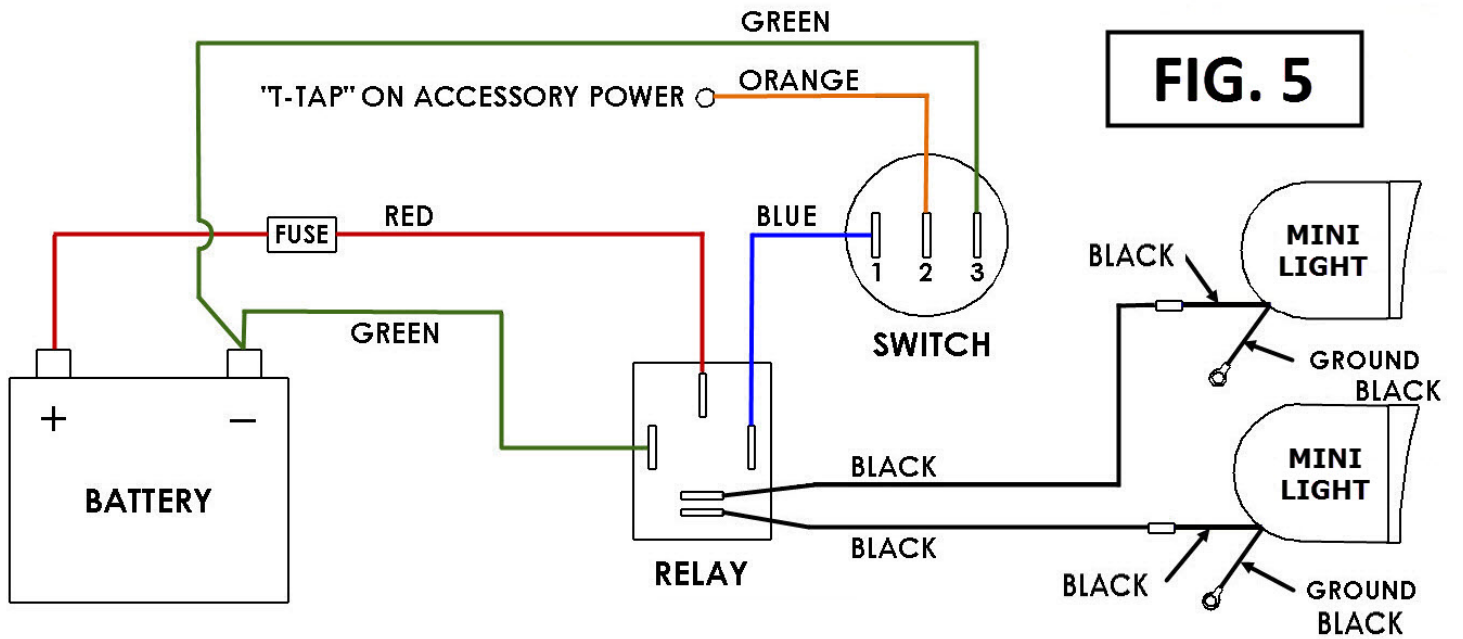 GREEN
FIG. 5
"T-TAP" ON ACCESSORY POWER
ORANGE
FUSE
RED
BLUE
1 2 3
SWITCH
MINI
LIGHT
BLACK
GROUND
BLACK
GREEN
+ −
BATTERY
RELAY
BLACK
BLACK
MINI
LIGHT
BLACK
GROUND
BLACK